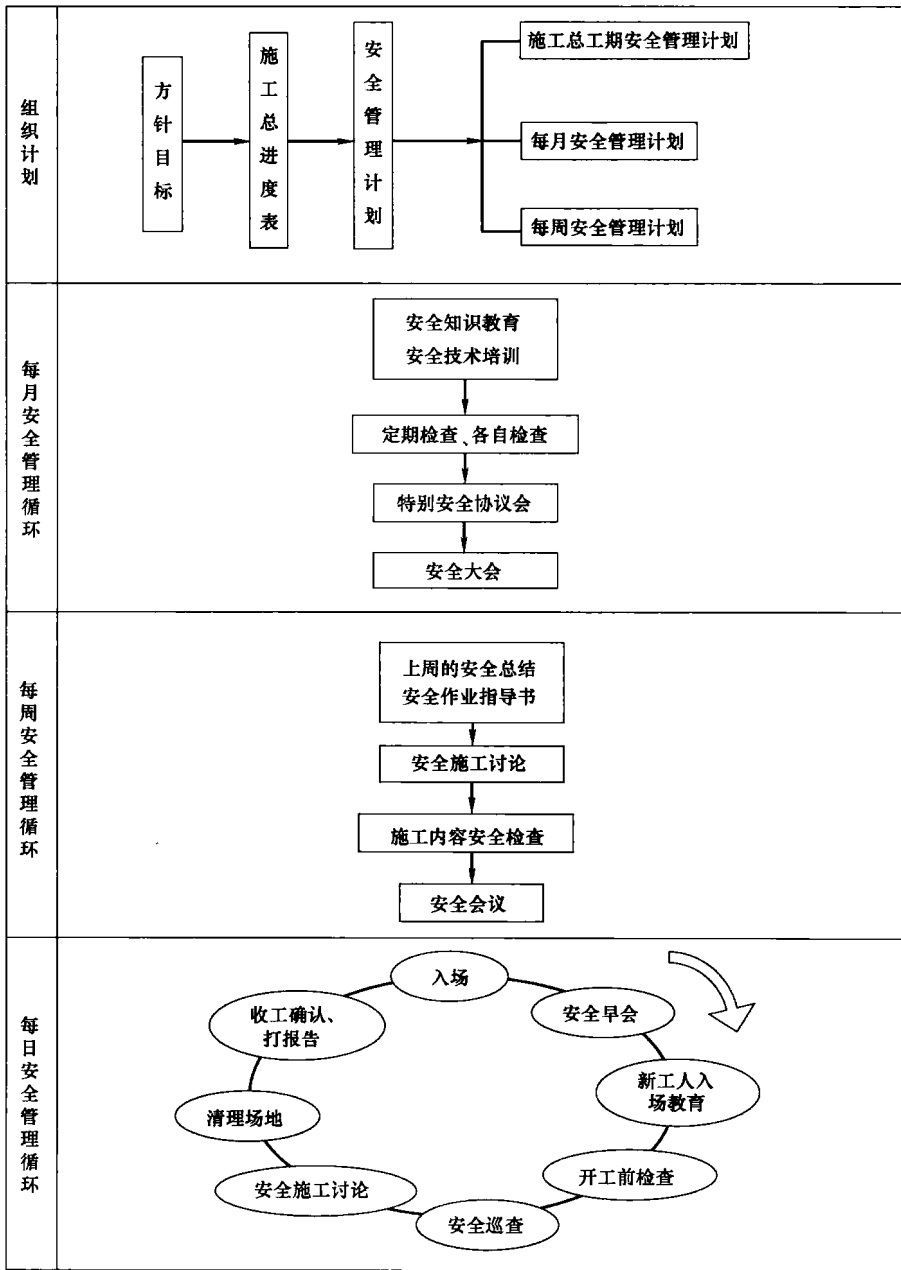 组织计划
方针目标
施工总进度表
安全管理计划
施工总工期安全管理计划
每月安全管理计划
每周安全管理计划
每月安全管理循环
安全知识教育
安全技术培训
定期检查、各自检查
特别安全协议会
安全大会
每周安全管理循环
上周的安全总结
安全作业指导书
安全施工讨论
施工内容安全检查
安全会议
每日安全管理循环
入场
安全早会
新工人入
场教育
开工前检查
安全巡查
安全施工讨论
清理场地
收工确认、
打报告